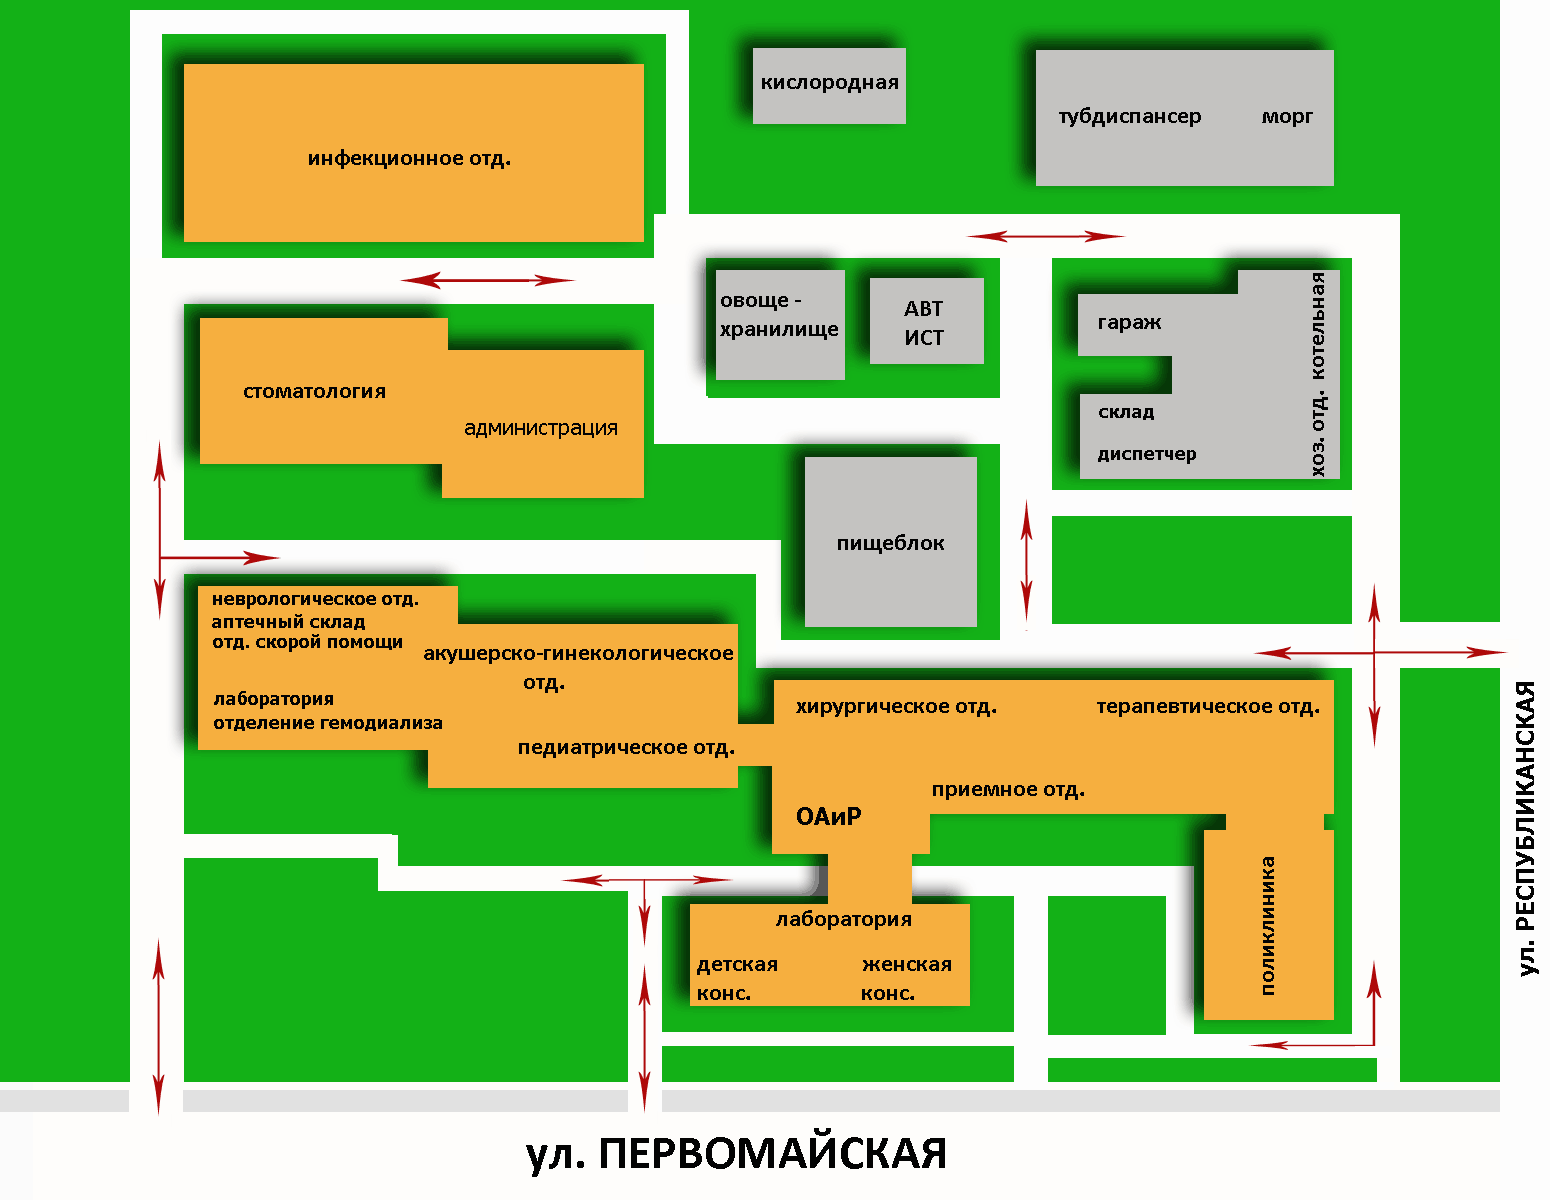 кислородная
тубдиспансер морг
инфекционное отд.
овоще -
хранилище
АВТ
ИСТ
гараж
склад
диспетчер
хоз. отд. котельная
стоматология
администрация
пищеблок
неврологическое отд.
аптечный склад
отд. скорой помощи
лаборатория
отделение гемодиализа
акушерско-гинекологическое
отд.
педиатрическое отд.
хирургическое отд. терапевтическое отд.
приемное отд.
ОАиР
поликлиника
лаборатория
детская
конс.
женская
конс.
ул. РЕСПУБЛИКАНСКАЯ
ул. ПЕРВОМАЙСКАЯ